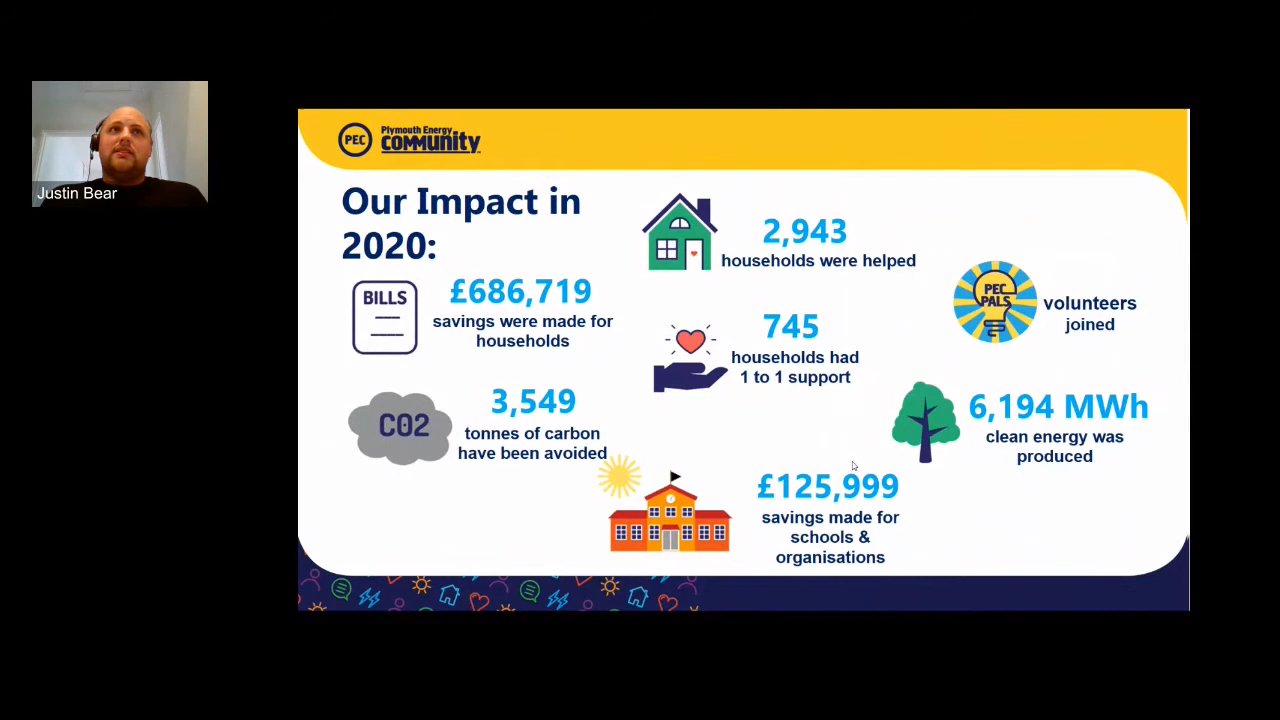 Justin Bear
PEC
Plymouth Energy
COMMUNITY
Our Impact in
2020:
BILLS
£686,719
savings were made for
households
CO2
3,549
tonnes of carbon
have been avoided
2,943
households were helped
745
households had
1 to 1 support
£125,999
savings made for
schools &
organisations
PEC
PALS
volunteers
joined
6,194 MWh
clean energy was
produced